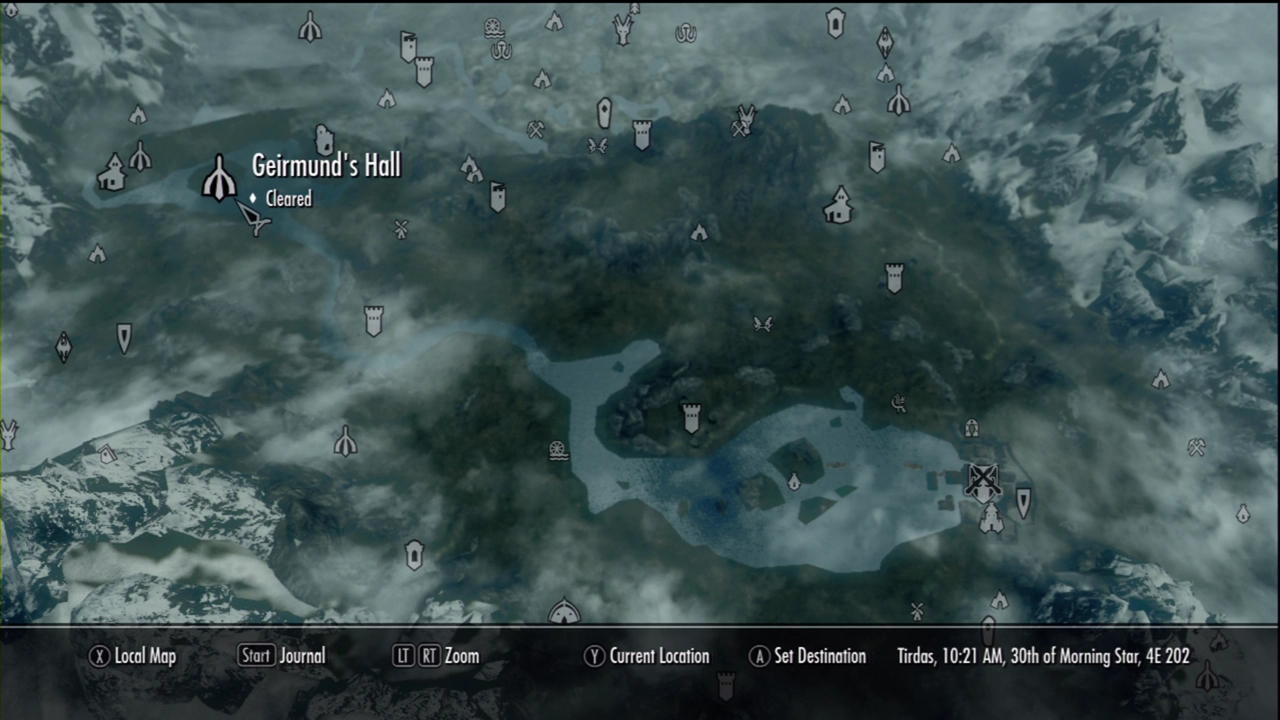 Geirmund's Hall
Cleared
X Local Map Start Journal LT RT Zoom Y Current Location A Set Destination Tirdas, 10:21 AM, 30th of Morning Star, 4E 202